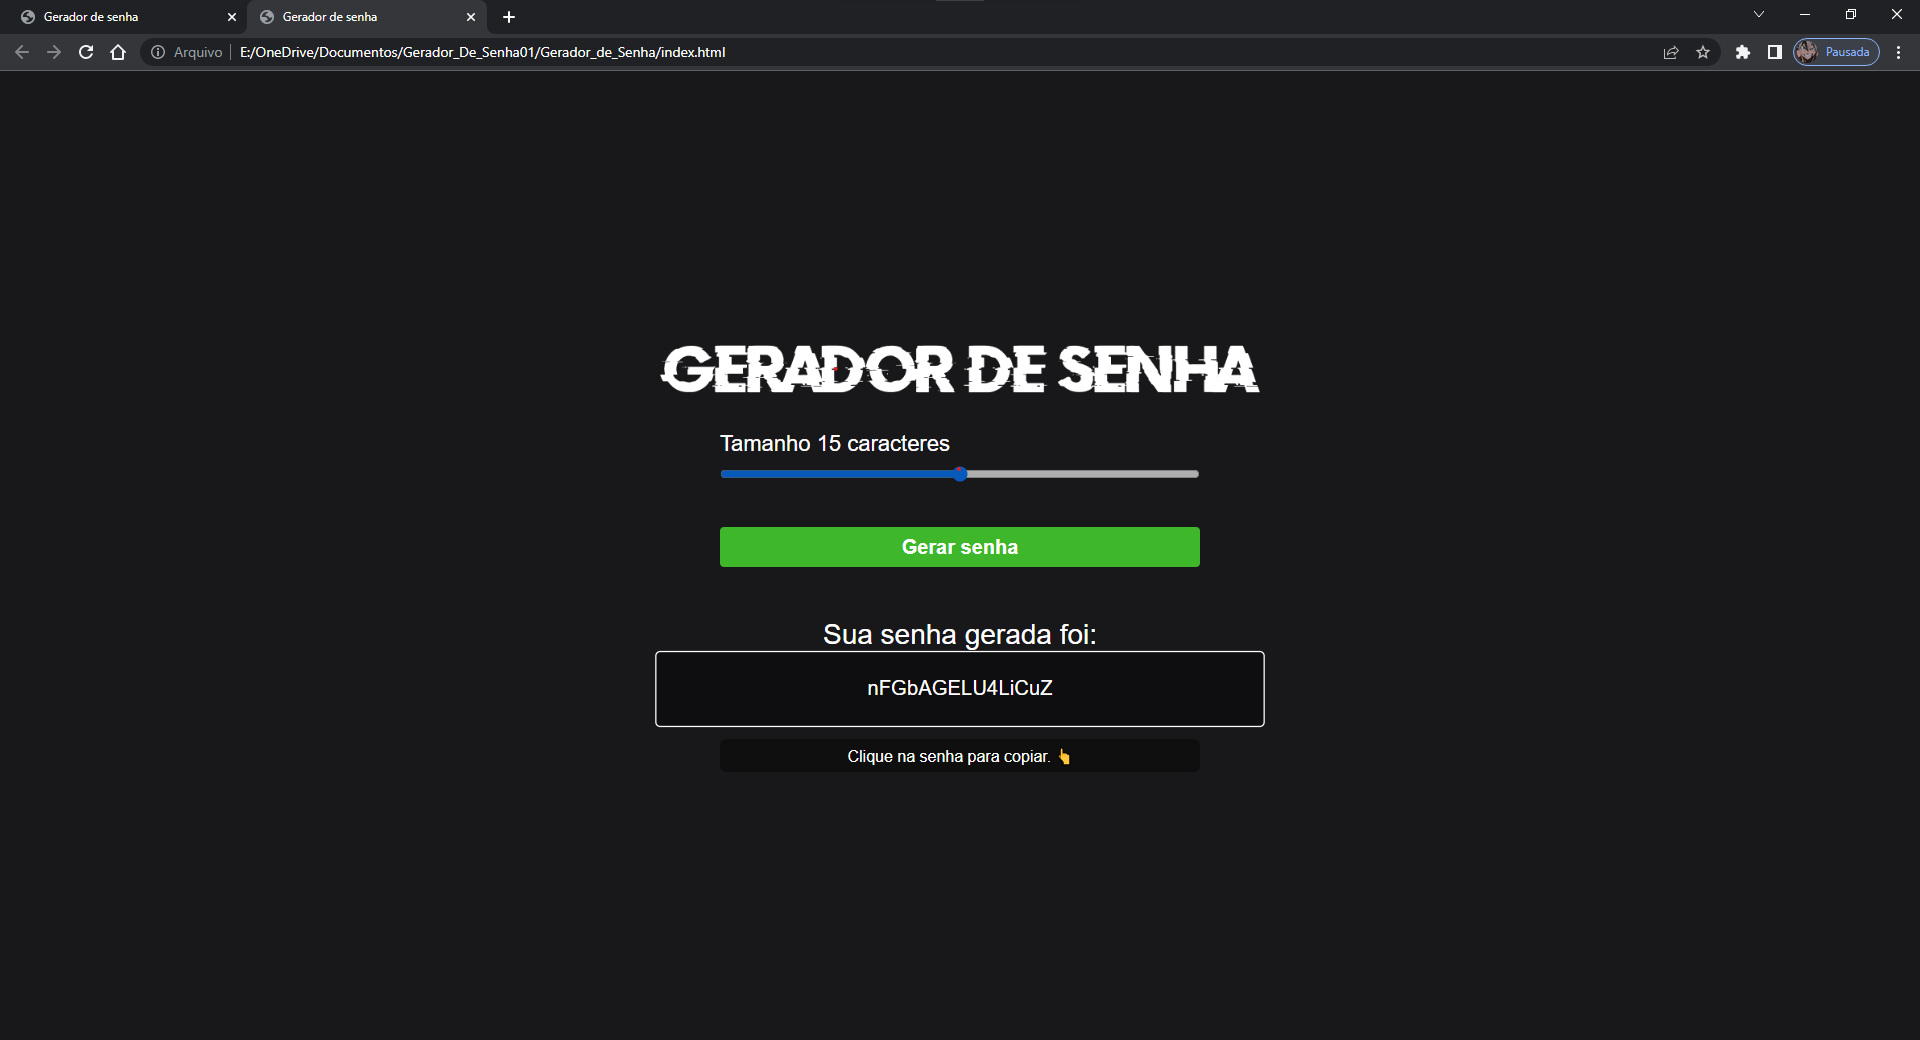 Gerador de senha
Gerador de senha
Arquivo
E:/OneDrive/Documentos/Gerador_De_Senha01/Gerador_de_Senha/index.html
Pausada
GERADOR DE SENHA
Tamanho 15 caracteres
Gerar senha
Sua senha gerada foi:
nFGbAGELU4LiCuZ
Clique na senha para copiar. 👆